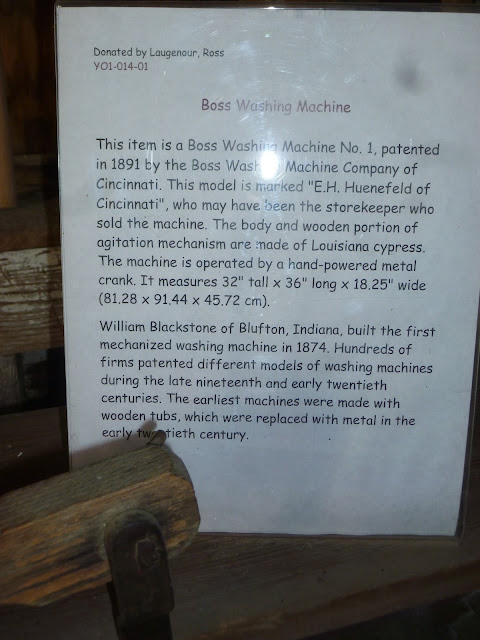 Donated by Laugenour, Ross
YO1-014-01
Boss Washing Machine
This item is a Boss Washing Machine No. 1, patented
in 1891 by the Boss Washing Machine Company of
Cincinnati. This model is marked "E.H. Huenefeld of
Cincinnati", who may have been the storekeeper who
sold the machine. The body and wooden portion of
agitation mechanism are made of Louisiana cypress.
The machine is operated by a hand-powered metal
crank. It measures 32" tall x 36" long x 18.25" wide
(81.28 x 91.44 x 45.72 cm).
William Blackstone of Blufton, Indiana, built the first
mechanized washing machine in 1874. Hundreds of
firms patented different models of washing machines
during the late nineteenth and early twentieth
centuries. The earliest machines were made with
wooden tubs, which were replaced with metal in the
early twentieth century.